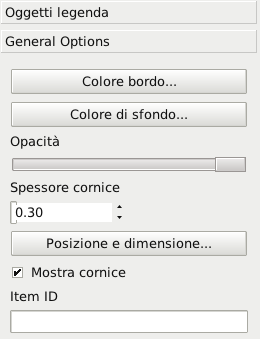 Oggetti legenda
General Options
Colore bordo...
Colore di sfondo...
Opacità
Spessore cornice
0.30
Posizione e dimensione...
Mostra cornice
Item ID